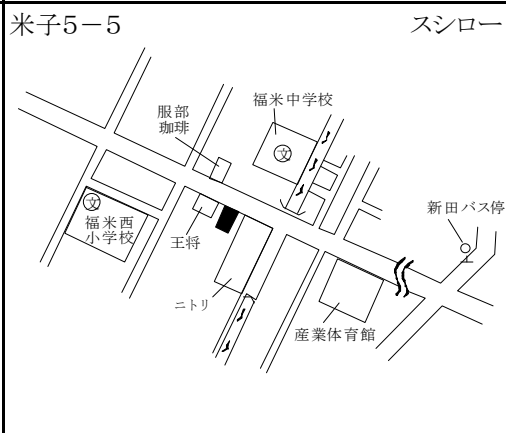 米子5−5
スシロー
福米中学校
服部
珈琲
文
文
福米西
小学校
王将
新田バス停
ニトリ
産業体育館